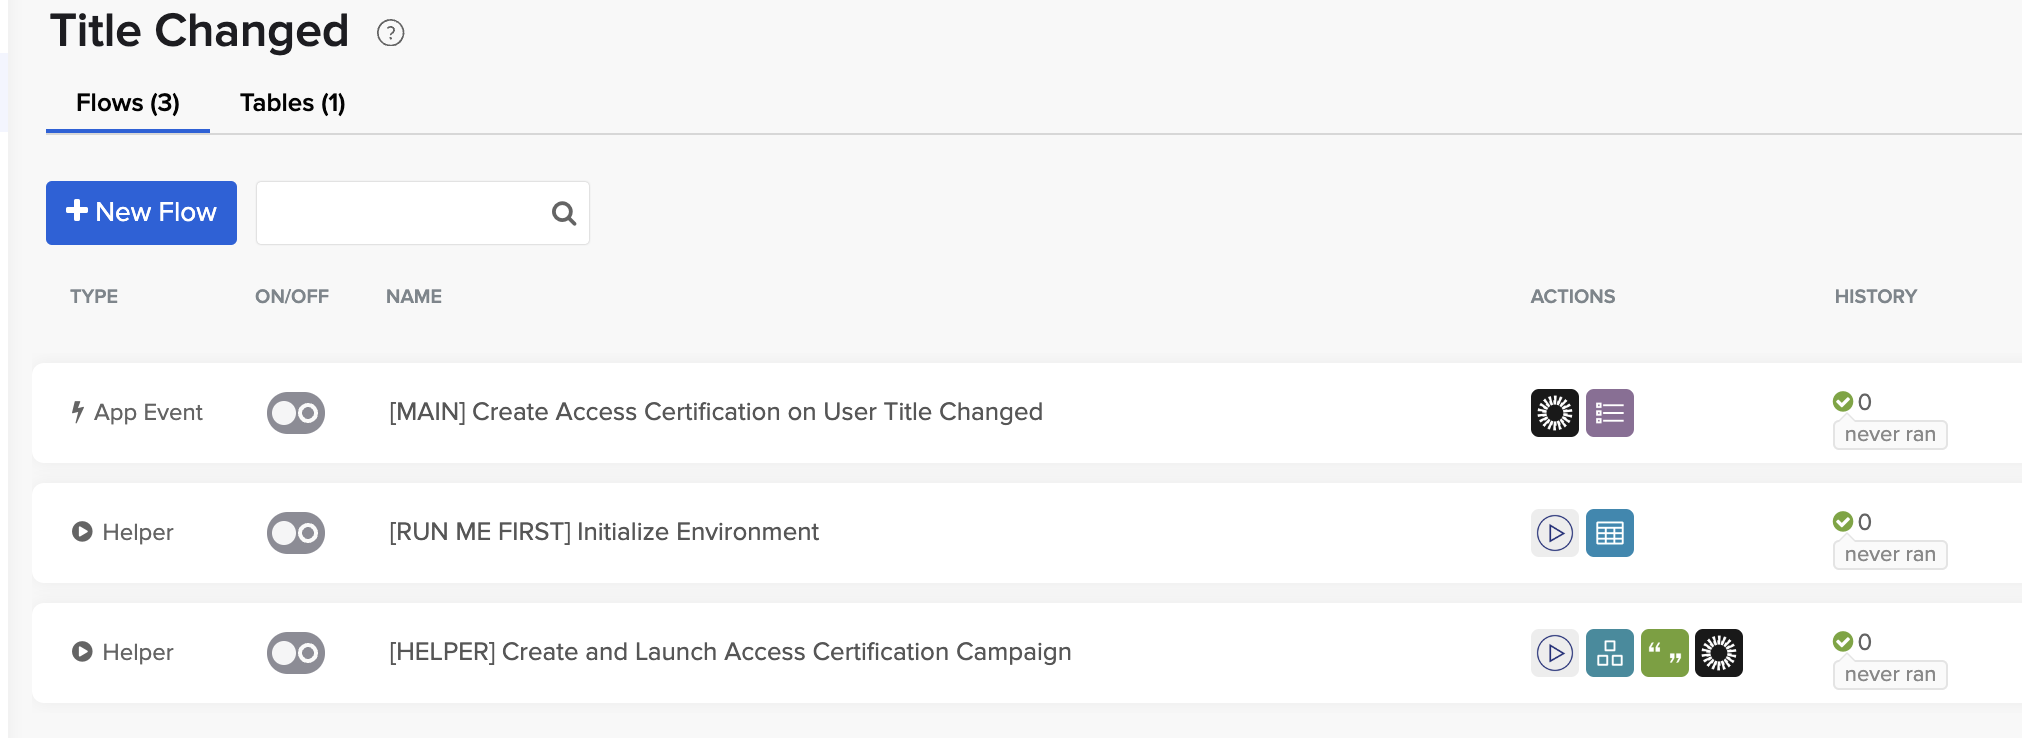 Title Changed ?
Flows (3) Tables (1)
+ New Flow
TYPE ON/OFF NAME ACTIONS HISTORY
App Event [MAIN] Create Access Certification on User Title Changed 0
never ran
Helper [RUN ME FIRST] Initialize Environment 0
never ran
Helper [HELPER] Create and Launch Access Certification Campaign “ ” 0
never ran